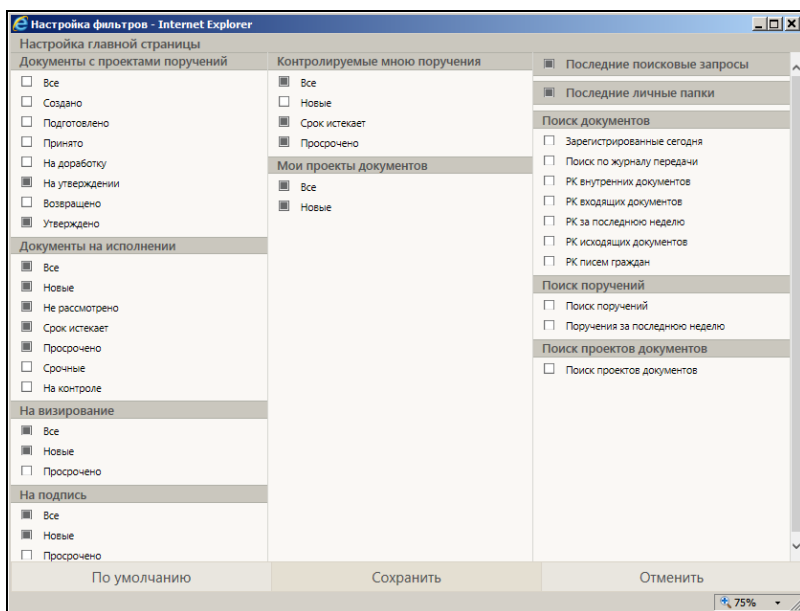 Настройка фильтров - Internet Explorer
Настройка главной страницы
Документы с проектами поручений
Все
Создано
Подготовлено
Принято
На доработку
На утверждении
Возвращено
Утверждено
Документы на исполнении
Все
Новые
Не рассмотрено
Срок истекает
Просрочено
Срочные
На контроле
На визирование
Все
Новые
Просрочено
На подпись
Все
Новые
Просрочено
Контролируемые мною поручения
Все
Новые
Срок истекает
Просрочено
Мои проекты документов
Все
Новые
Последние поисковые запросы
Последние личные папки
Поиск документов
Зарегистрированные сегодня
Поиск по журналу передачи
РК внутренних документов
РК входящих документов
РК за последнюю неделю
РК исходящих документов
РК писем граждан
Поиск поручений
Поиск поручений
Поручения за последнюю неделю
Поиск проектов документов
Поиск проектов документов
По умолчанию
Сохранить
Отменить
75%